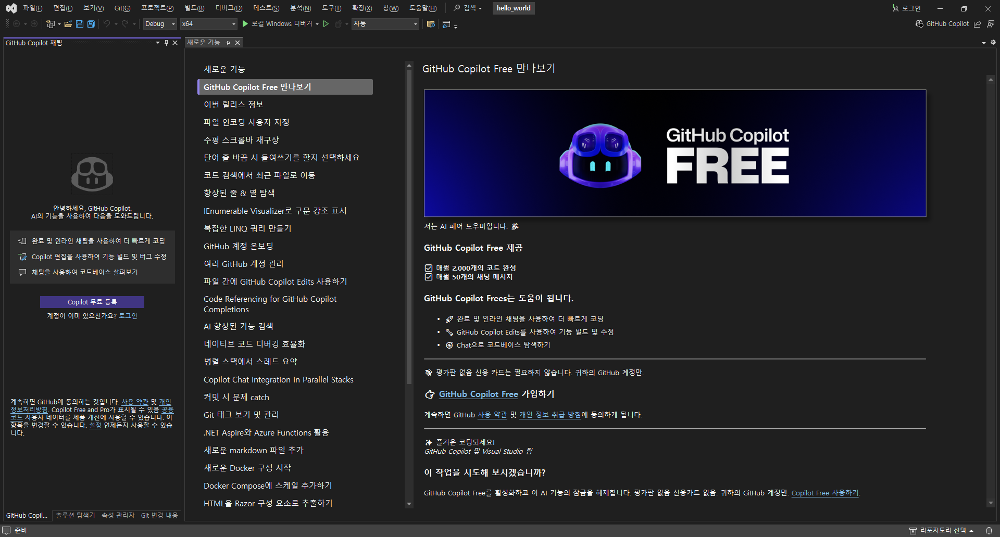 파일(F) 편집(E) 보기(V) Git(G) 프로젝트(P) 빌드(B) 디버그(D) 테스트(S) 분석(N) 도구(T) 확장(X) 창(W) 도움말(H) 검색 hello_world 로그인
Debug x64 로컬 Windows 디버거 자동 GitHub Copilot
GitHub Copilot 채팅
안녕하세요, GitHub Copilot.
AI의 기능을 사용하여 다음을 도와드립니다.
완료 및 인라인 채팅을 사용하여 더 빠르게 코딩
Copilot 편집을 사용하여 기능 빌드 및 버그 수정
채팅을 사용하여 코드베이스 살펴보기
Copilot 무료 등록
계정이 이미 있으신가요? 로그인
계속하면 GitHub에 동의하는 것입니다. 사용 약관 및 개인
정보처리방침. Copilot Free and Pro가 표시될 수 있음 공용
코드 사용자 데이터를 제품 개선에 사용할 수 있습니다. 이
항목을 변경할 수 있습니다. 설정 언제든지 사용할 수 있습
니다.
GitHub Copil... 솔루션 탐색기 속성 관리자 Git 변경 내용
새로운 기능
새로운 기능
GitHub Copilot Free 만나보기
이번 릴리스 정보
파일 인코딩 사용자 지정
수평 스크롤바 재구상
단어 줄 바꿈 시 들여쓰기를 할지 선택하세요
코드 검색에서 최근 파일로 이동
향상된 줄 & 열 탐색
IEnumerable Visualizer로 구문 강조 표시
복잡한 LINQ 쿼리 만들기
GitHub 계정 온보딩
여러 GitHub 계정 관리
파일 간에 GitHub Copilot Edits 사용하기
Code Referencing for GitHub Copilot
Completions
AI 향상된 기능 검색
네이티브 코드 디버깅 효율화
병렬 스택에서 스레드 요약
Copilot Chat Integration in Parallel Stacks
커밋 시 문제 catch
Git 태그 보기 및 관리
.NET Aspire와 Azure Functions 활용
새로운 markdown 파일 추가
새로운 Docker 구성 시작
Docker Compose에 스케일 추가하기
HTML을 Razor 구성 요소로 추출하기
GitHub Copilot Free 만나보기
GitHub Copilot
FREE
저는 AI 페어 도우미입니다. 🎉
GitHub Copilot Free 제공
☑ 매월 2,000개의 코드 완성
☑ 매월 50개의 채팅 메시지
GitHub Copilot Frees는 도움이 됩니다.
• 🚀 완료 및 인라인 채팅을 사용하여 더 빠르게 코딩
• 🔧 GitHub Copilot Edits를 사용하여 기능 빌드 및 수정
• 🎯 Chat으로 코드베이스 탐색하기
평가판 없음 신용 카드는 필요하지 않습니다. 귀하의 GitHub 계정만.
👉 GitHub Copilot Free 가입하기
계속하면 GitHub 사용 약관 및 개인 정보 취급 방침에 동의하게 됩니다.
✨ 즐거운 코딩되세요!
GitHub Copilot 및 Visual Studio 팀
이 작업을 시도해 보시겠습니까?
GitHub Copilot Free를 활성화하고 이 AI 기능의 잠금을 해제합니다. 평가판 없음 신용카드 없음. 귀하의 GitHub 계정만. Copilot Free 사용하기.
준비 리포지토리 선택